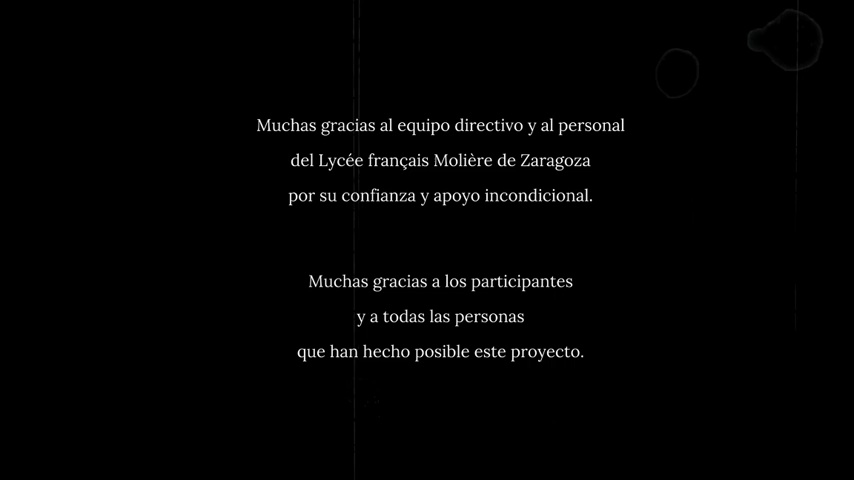 Muchas gracias al equipo directivo y al personal
del Lycée français Molière de Zaragoza
por su confianza y apoyo incondicional.
Muchas gracias a los participantes
y a todas las personas
que han hecho posible este proyecto.